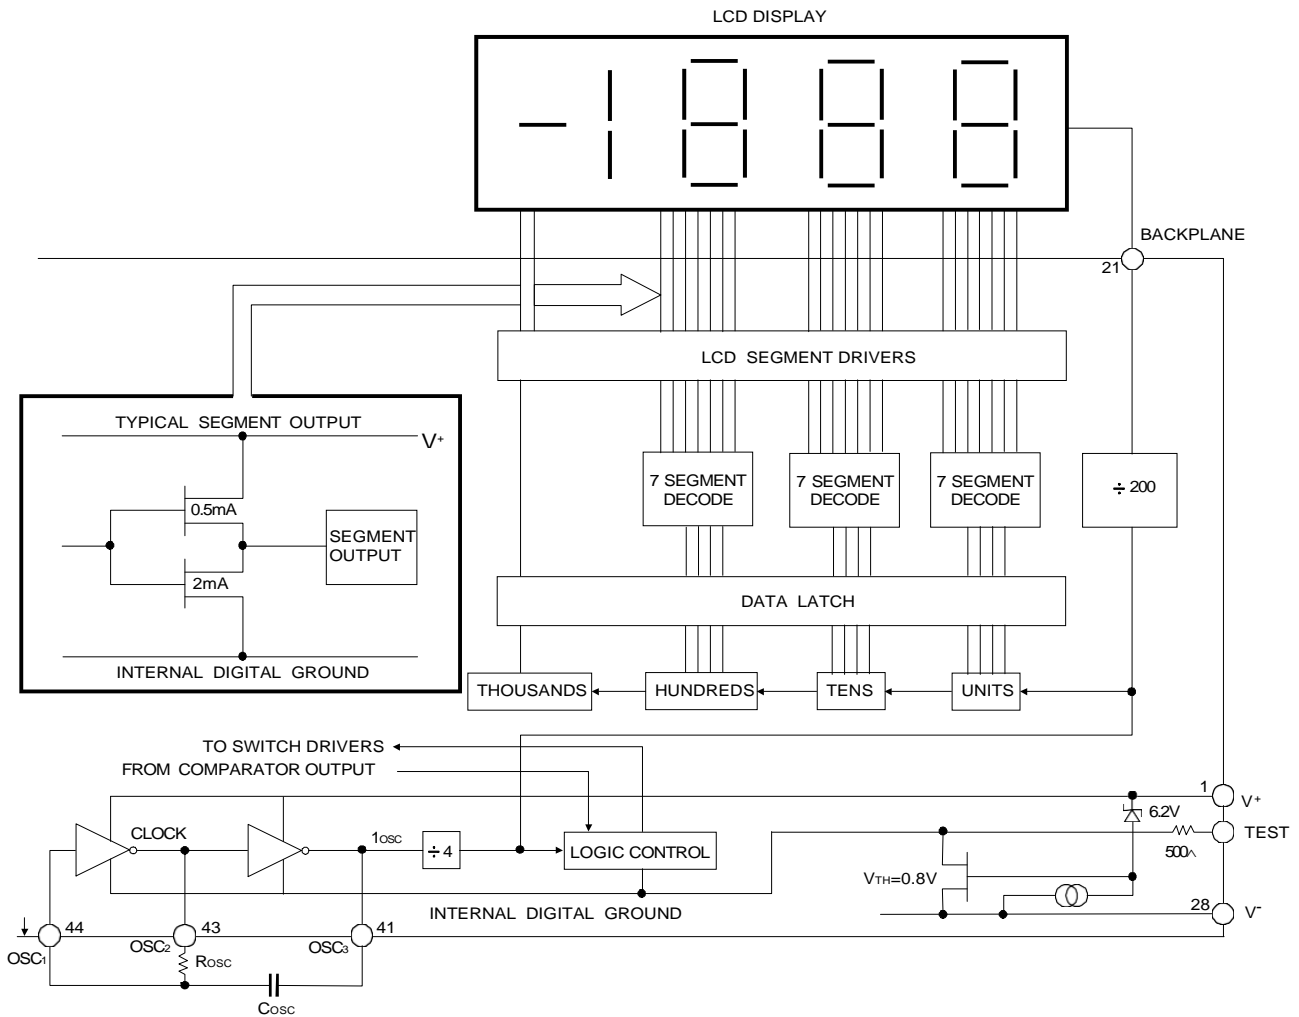 LCD DISPLAY
BACKPLANE
21
LCD SEGMENT DRIVERS
TYPICAL SEGMENT OUTPUT
V+
0.5mA
SEGMENT
OUTPUT
2mA
INTERNAL DIGITAL GROUND
7 SEGMENT
DECODE
7 SEGMENT
DECODE
7 SEGMENT
DECODE
÷ 200
DATA LATCH
THOUSANDS
HUNDREDS
TENS
UNITS
TO SWITCH DRIVERS
FROM COMPARATOR OUTPUT
1
V+
6.2V
TEST
500
CLOCK
1OSC
÷ 4
LOGIC CONTROL
VTH=0.8V
28
V-
INTERNAL DIGITAL GROUND
44
43
41
OSC1
OSC2
OSC3
ROSC
COSC